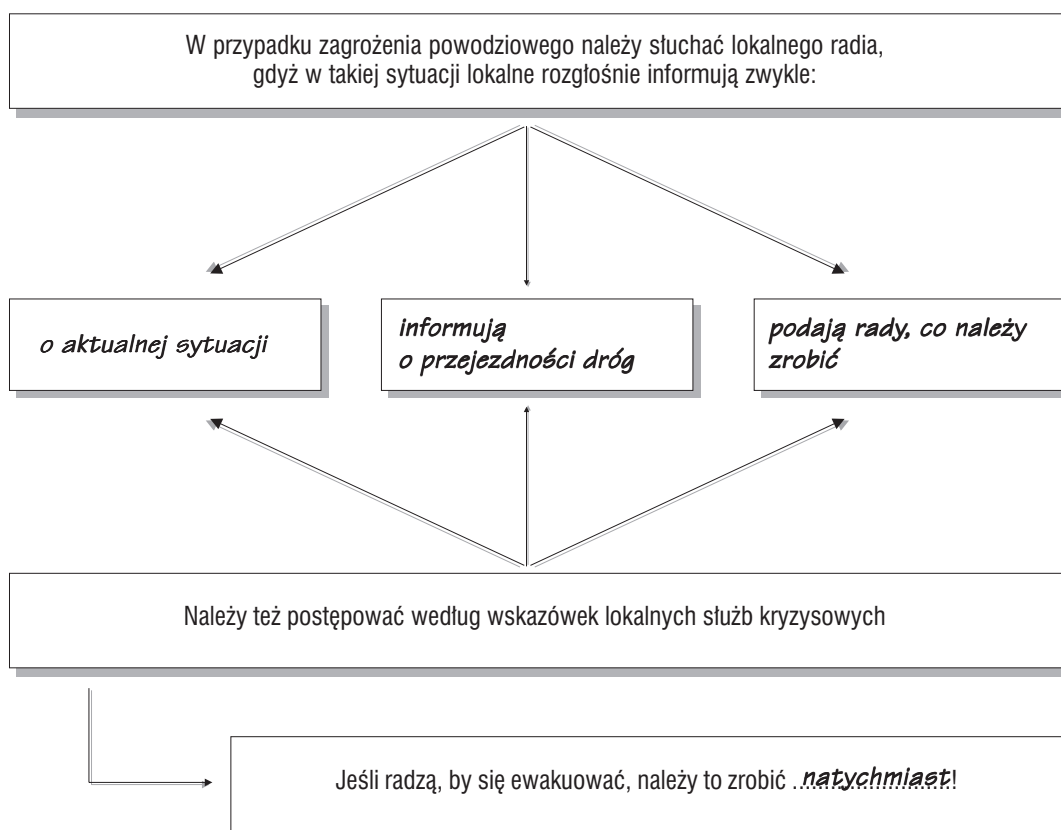 W przypadku zagrożenia powodziowego należy słuchać lokalnego radia,
gdyż w takiej sytuacji lokalne rozgłośnie informują zwykle:
o aktualnej sytuacji
informują
o przejezdności dróg
podają rady, co należy
zrobić
Należy też postępować według wskazówek lokalnych służb kryzysowych
Jeśli radzą, by się ewakuować, należy to zrobić ..natychmiast!